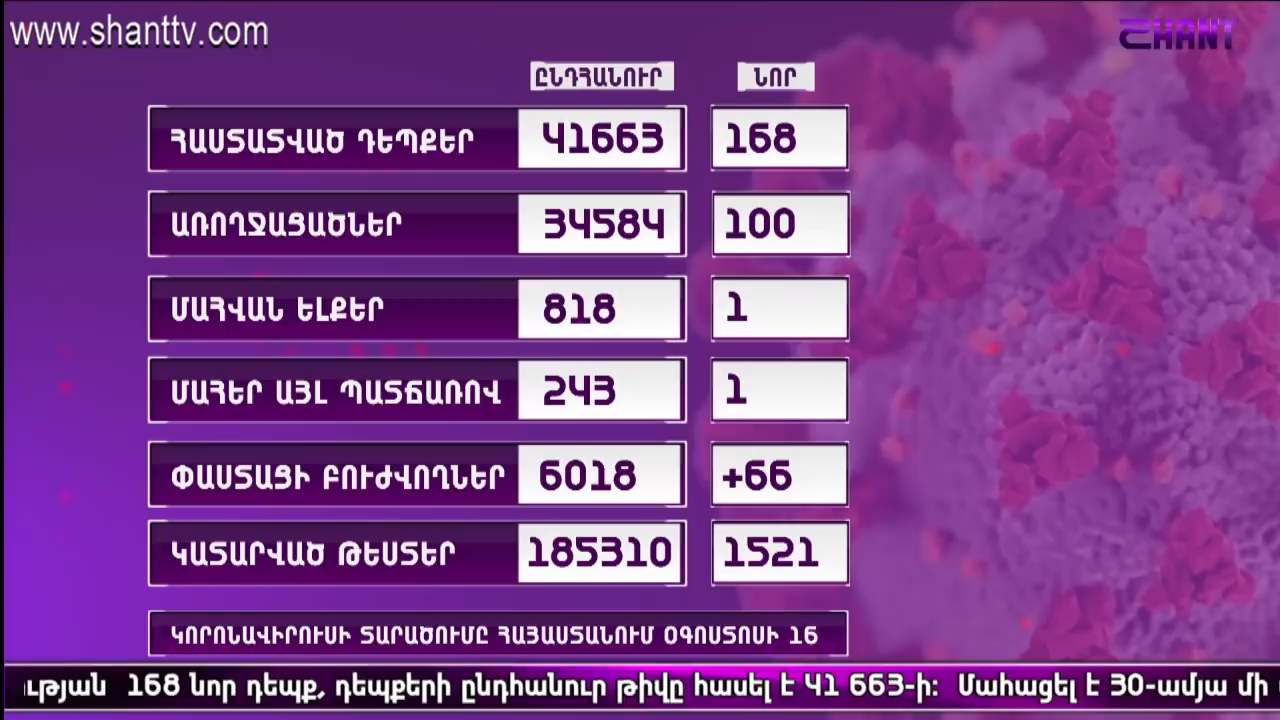 www.shanttv.com
SHANT
ԸՆԴՀԱՆՈՒՐ ՆՈՐ
ՀԱՍՏԱՏՎԱԾ ԴԵՊՔԵՐ 41663 168
ԱՌՈՂՋԱՑԱԾՆԵՐ 34584 100
ՄԱՀՎԱՆ ԵԼՔԵՐ 818 1
ՄԱՀԵՐ ԱՅԼ ՊԱՏՃԱՌՈՎ 243 1
ՓԱՍՏԱՑԻ ԲՈՒԺՎՈՂՆԵՐ 6018 +66
ԿԱՏԱՐՎԱԾ ԹԵՍՏԵՐ 185310 1521
ԿՈՐՈՆԱՎԻՐՈՒՍԻ ՏԱՐԱԾՈՒՄԸ ՀԱՅԱՍՏԱՆՈՒՄ ՕԳՈՍՏՈՍԻ 16
ւթյան 168 նոր դեպք, դեպքերի ընդհանուր թիվը հասել է 41 663-ի: Մահացել է 30-ամյա մի